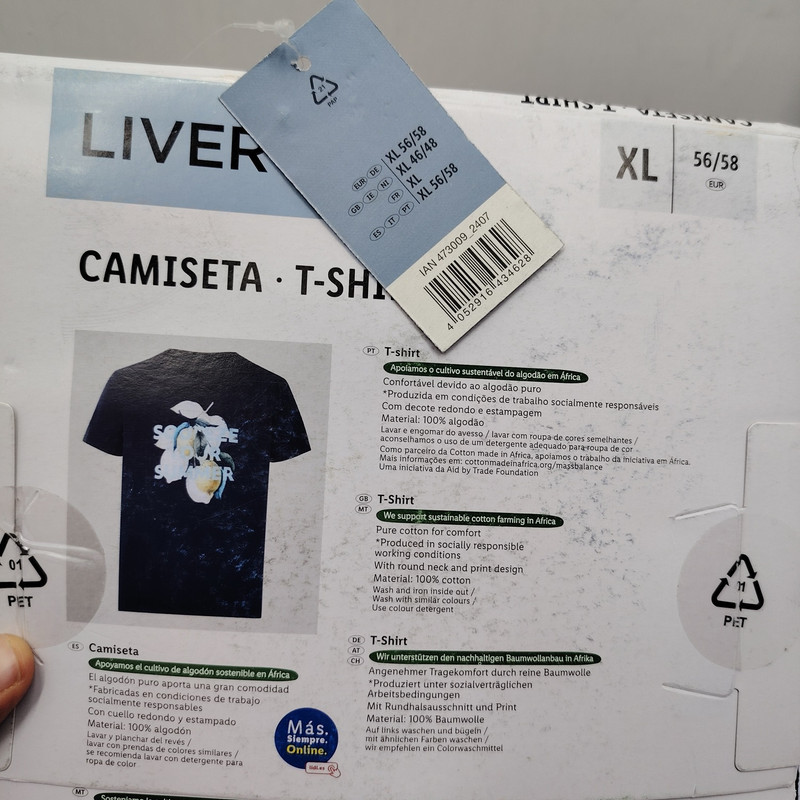 CAMISETA · T-SHIRT
21
PAP
LIVER
EUR DE XL 56/58
GB IE NI XL 46/48
FR XL
ES IT PT XL 56/58
IAN 473009_2407
4 052916 434628
XL
56/58
EUR
CAMISETA · T-SHI
PT T-shirt
Apoiamos o cultivo sustentável do algodão em África
Confortável devido ao algodão puro
*Produzida em condições de trabalho socialmente responsáveis
Com decote redondo e estampagem
Material: 100% algodão
Lavar e engomar do avesso / lavar com roupa de cores semelhantes /
aconselhamos o uso de um detergente adequado para roupa de cor
Como parceiro da Cotton made in Africa, apoiamos o trabalho da iniciativa em África.
Mais informações em: cottonmadeinafrica.org/massbalance
Uma iniciativa da Aid by Trade Foundation
GB MT T-Shirt
We support sustainable cotton farming in Africa
Pure cotton for comfort
*Produced in socially responsible
working conditions
With round neck and print design
Material: 100% cotton
Wash and iron inside out /
Wash with similar colours /
Use colour detergent
01
PET
01
PET
ES Camiseta
Apoyamos el cultivo de algodón sostenible en África
El algodón puro aporta una gran comodidad
*Fabricadas en condiciones de trabajo
socialmente responsables
Con cuello redondo y estampado
Material: 100% algodón
Lavar y planchar del revés /
lavar con prendas de colores similares /
se recomienda lavar con detergente para
ropa de color
Más.
Siempre.
Online.
lidl.es
DE AT CH T-Shirt
Wir unterstützen den nachhaltigen Baumwollanbau in Afrika
Angenehmer Tragekomfort durch reine Baumwolle
*Produziert unter sozialverträglichen
Arbeitsbedingungen
Mit Rundhalsausschnitt und Print
Material: 100% Baumwolle
Auf links waschen und bügeln /
mit ähnlichen Farben waschen /
wir empfehlen ein Colorwaschmittel
MT